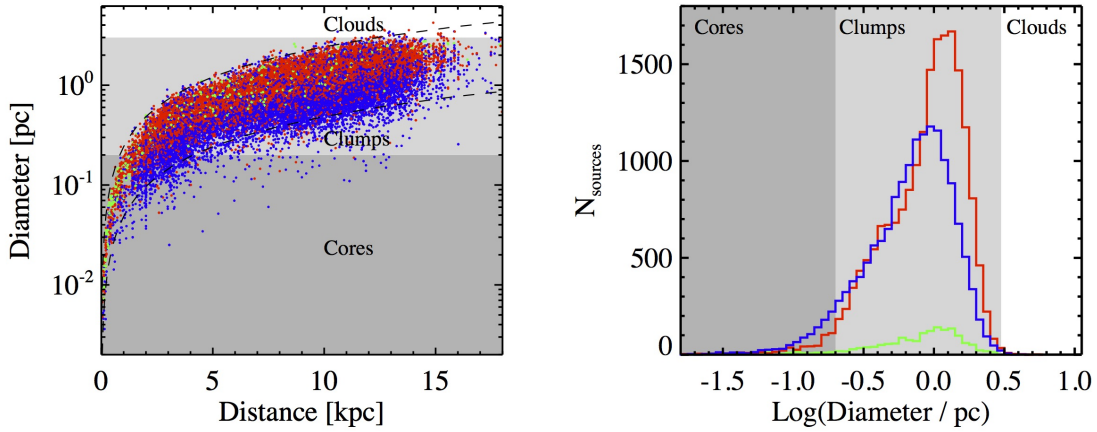 Clouds
Clumps
Cores
10^0
10^-1
10^-2
Diameter [pc]
0 5 10 15
Distance [kpc]
Cores Clumps Clouds
1500
1000
500
0
N_sources
-1.5 -1.0 -0.5 0.0 0.5 1.0
Log(Diameter / pc)